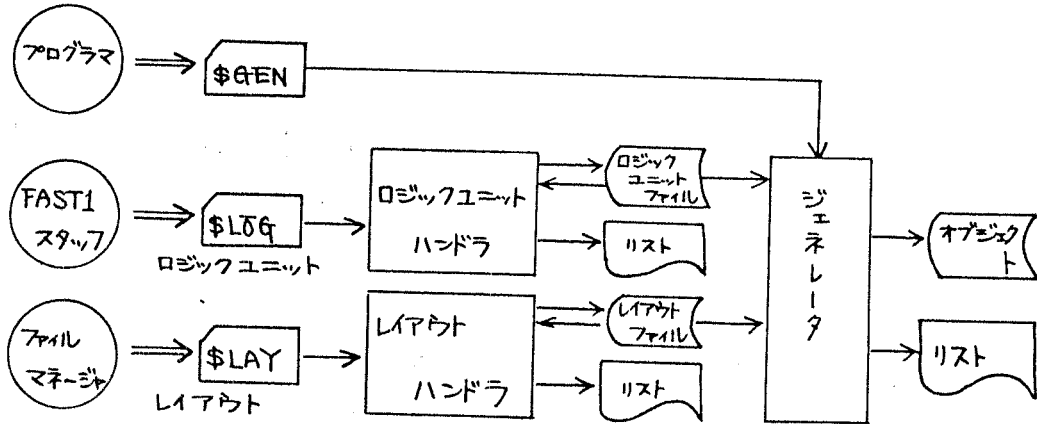 プログラマ
$GEN
FAST1
スタッフ
$LOG
ロジックユニット
ロジックユニット
ハンドラ
ロジック
ユニット
ファイル
リスト
ファイル
マネージャ
$LAY
レイアウト
レイアウト
ハンドラ
レイアウト
ファイル
リスト
ジェネレータ
オブジェクト
ト
リスト